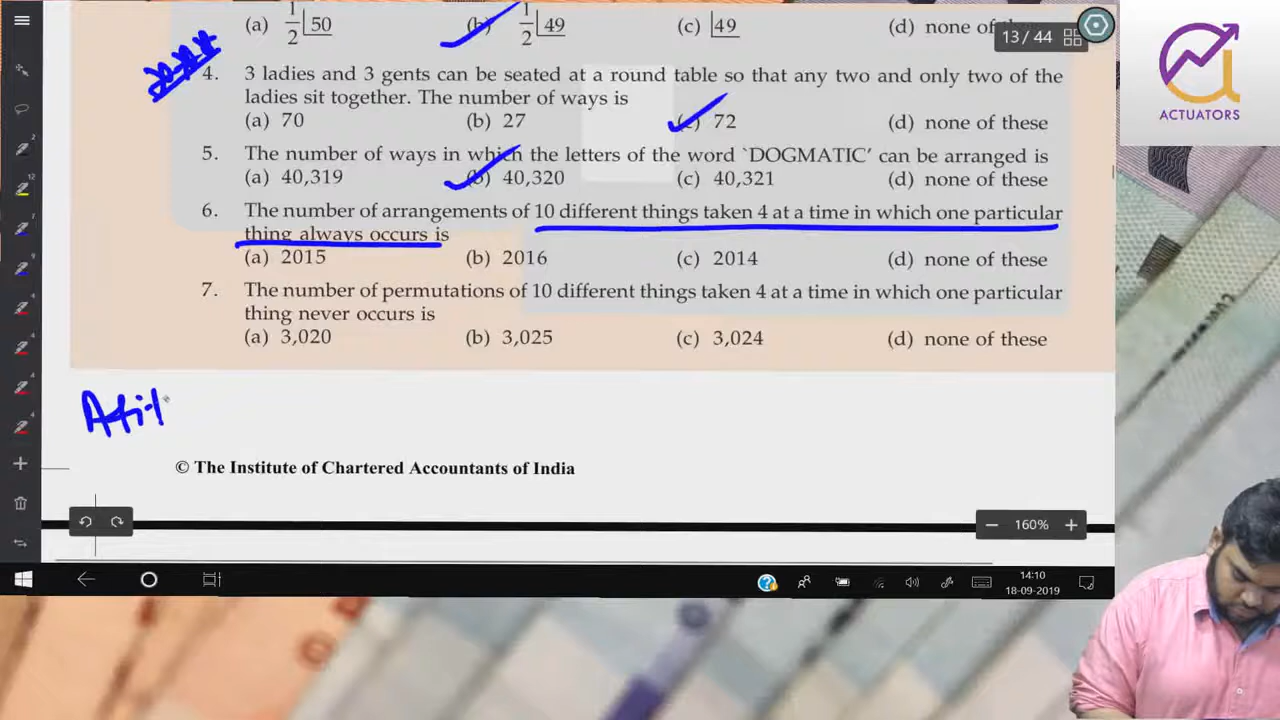 (a) 1/2 |50 (b) 1/2 |49 (c) |49 (d) none of these
13 / 44
4. 3 ladies and 3 gents can be seated at a round table so that any two and only two of the
ladies sit together. The number of ways is
(a) 70 (b) 27 (c) 72 (d) none of these
5. The number of ways in which the letters of the word `DOGMATIC' can be arranged is
(a) 40,319 (b) 40,320 (c) 40,321 (d) none of these
6. The number of arrangements of 10 different things taken 4 at a time in which one particular
thing always occurs is
(a) 2015 (b) 2016 (c) 2014 (d) none of these
7. The number of permutations of 10 different things taken 4 at a time in which one particular
thing never occurs is
(a) 3,020 (b) 3,025 (c) 3,024 (d) none of these
© The Institute of Chartered Accountants of India
160%
14:10
18-09-2019
ACTUATORS